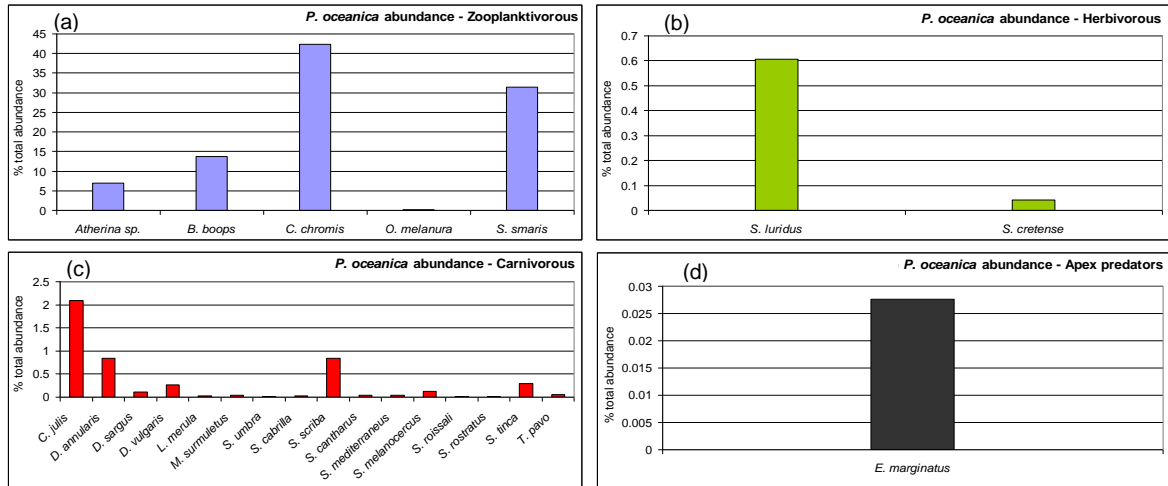 (a)
P. oceanica abundance - Zooplanktivorous
% total abundance
45
40
35
30
25
20
15
10
5
0
Atherina sp. B. boops C. chromis O. melanura S. smaris
(b)
P. oceanica abundance - Herbivorous
% total abundance
0.7
0.6
0.5
0.4
0.3
0.2
0.1
0
S. luridus S. cretense
(c)
P. oceanica abundance - Carnivorous
% total abundance
2.5
2
1.5
1
0.5
0
C. julis
D. annularis
D. sargus
D. vulgaris
L. merula
M. surmuletus
S. umbra
S. cabrilla
S. scriba
S. cantharus
S. mediterraneus
S. melanocercus
S. roissali
S. rostratus
S. tinca
T. pavo
(d)
P. oceanica abundance - Apex predators
% total abundance
0.03
0.025
0.02
0.015
0.01
0.005
0
E. marginatus